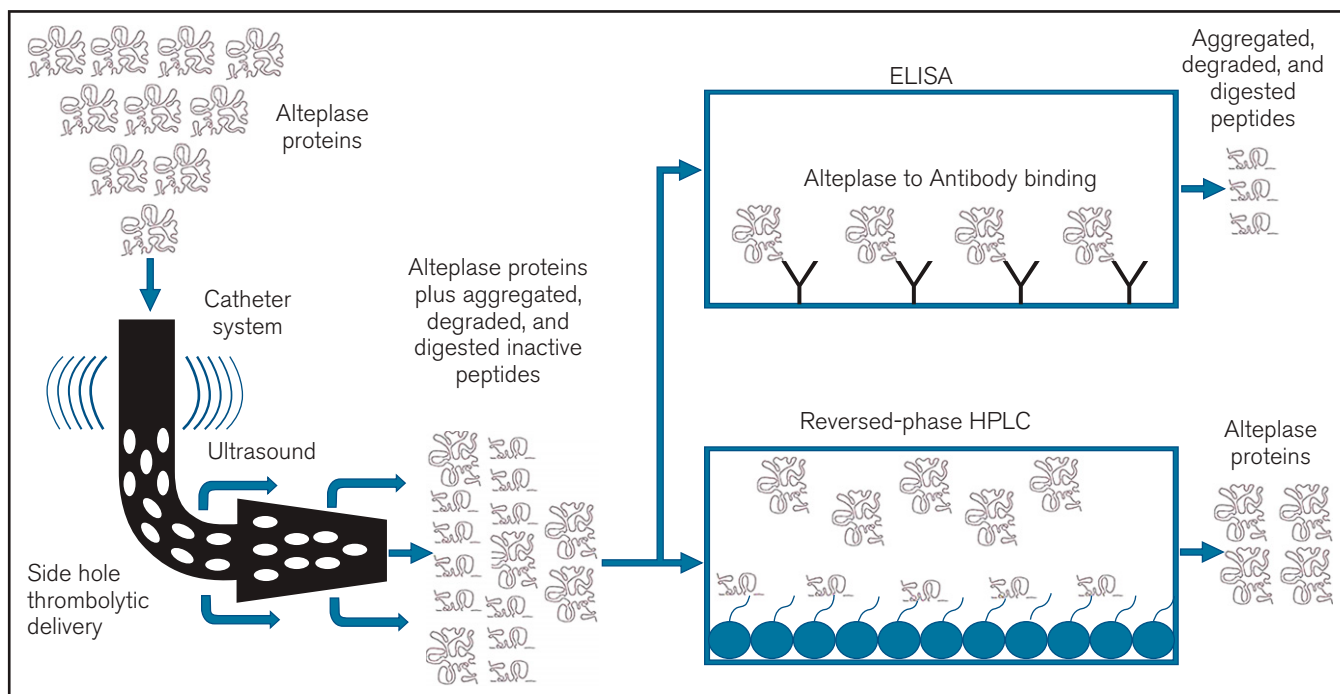 Alteplase
proteins
Catheter
system
Ultrasound
Side hole
thrombolytic
delivery
Alteplase proteins
plus aggregated,
degraded, and
digested inactive
peptides
ELISA
Alteplase to Antibody binding
Aggregated,
degraded, and
digested
peptides
Reversed-phase HPLC
Alteplase
proteins